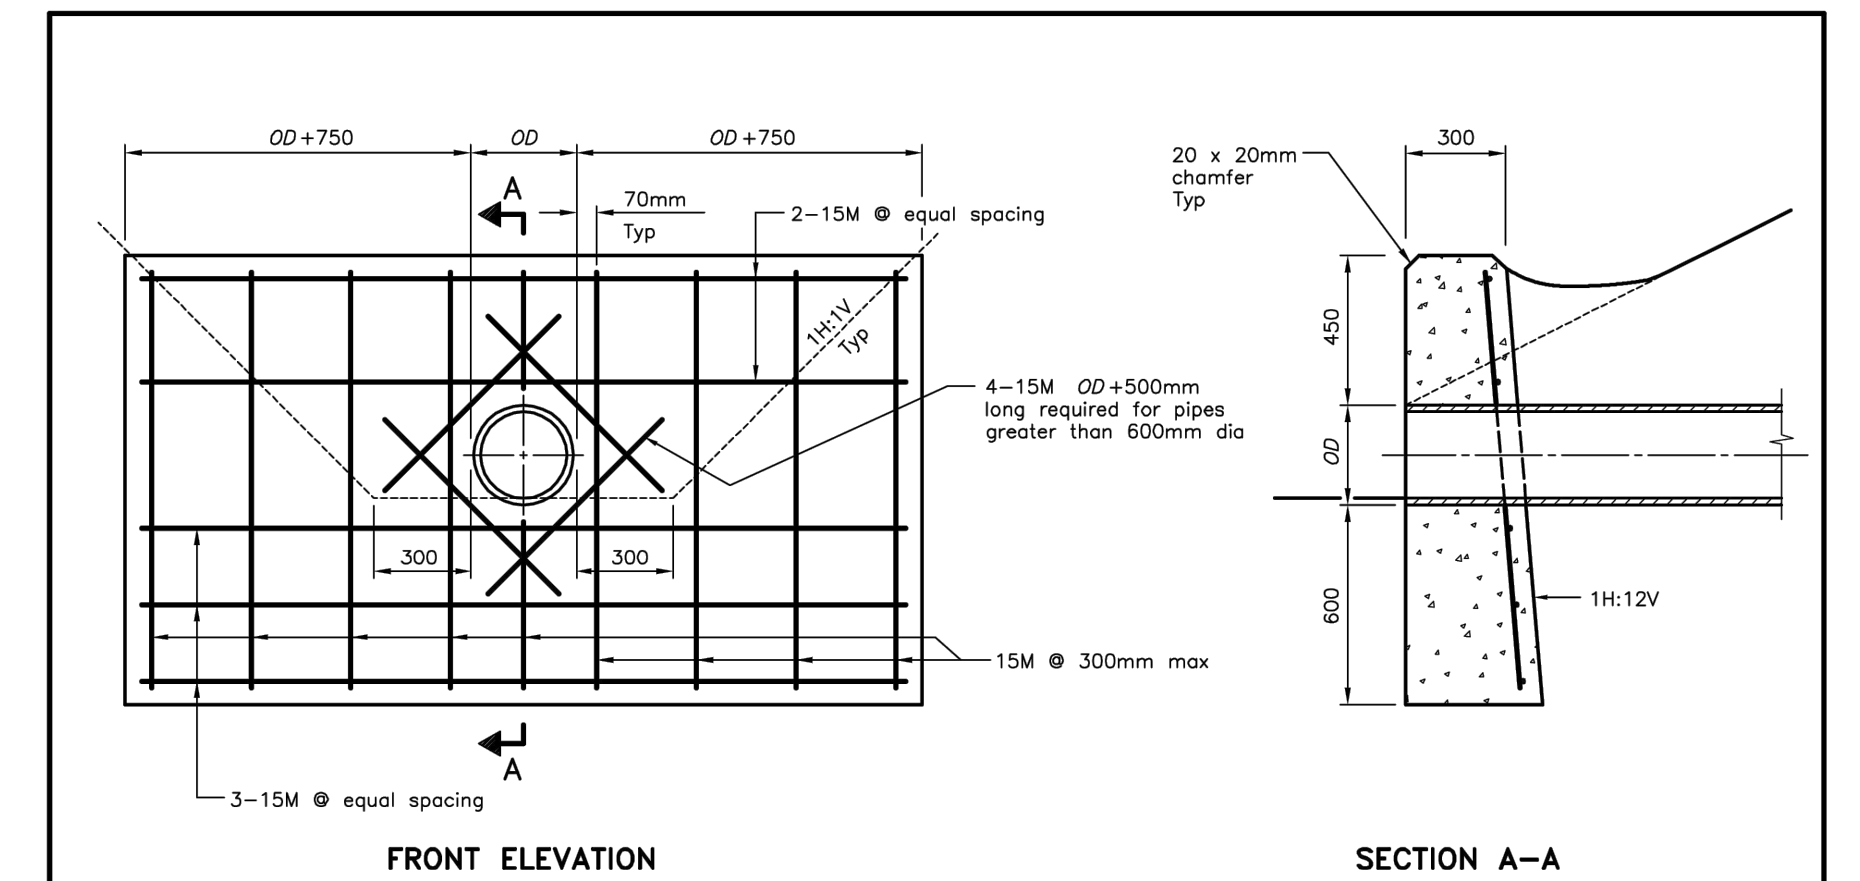 OD+750
OD
OD+750
A
70mm
Typ
2-15M @ equal spacing
1H:1V
Typ
4-15M OD+500mm
long required for pipes
greater than 600mm dia
300
300
15M @ 300mm max
A
3-15M @ equal spacing
FRONT ELEVATION
20 x 20mm
chamfer
Typ
300
450
OD
600
1H:12V
SECTION A-A